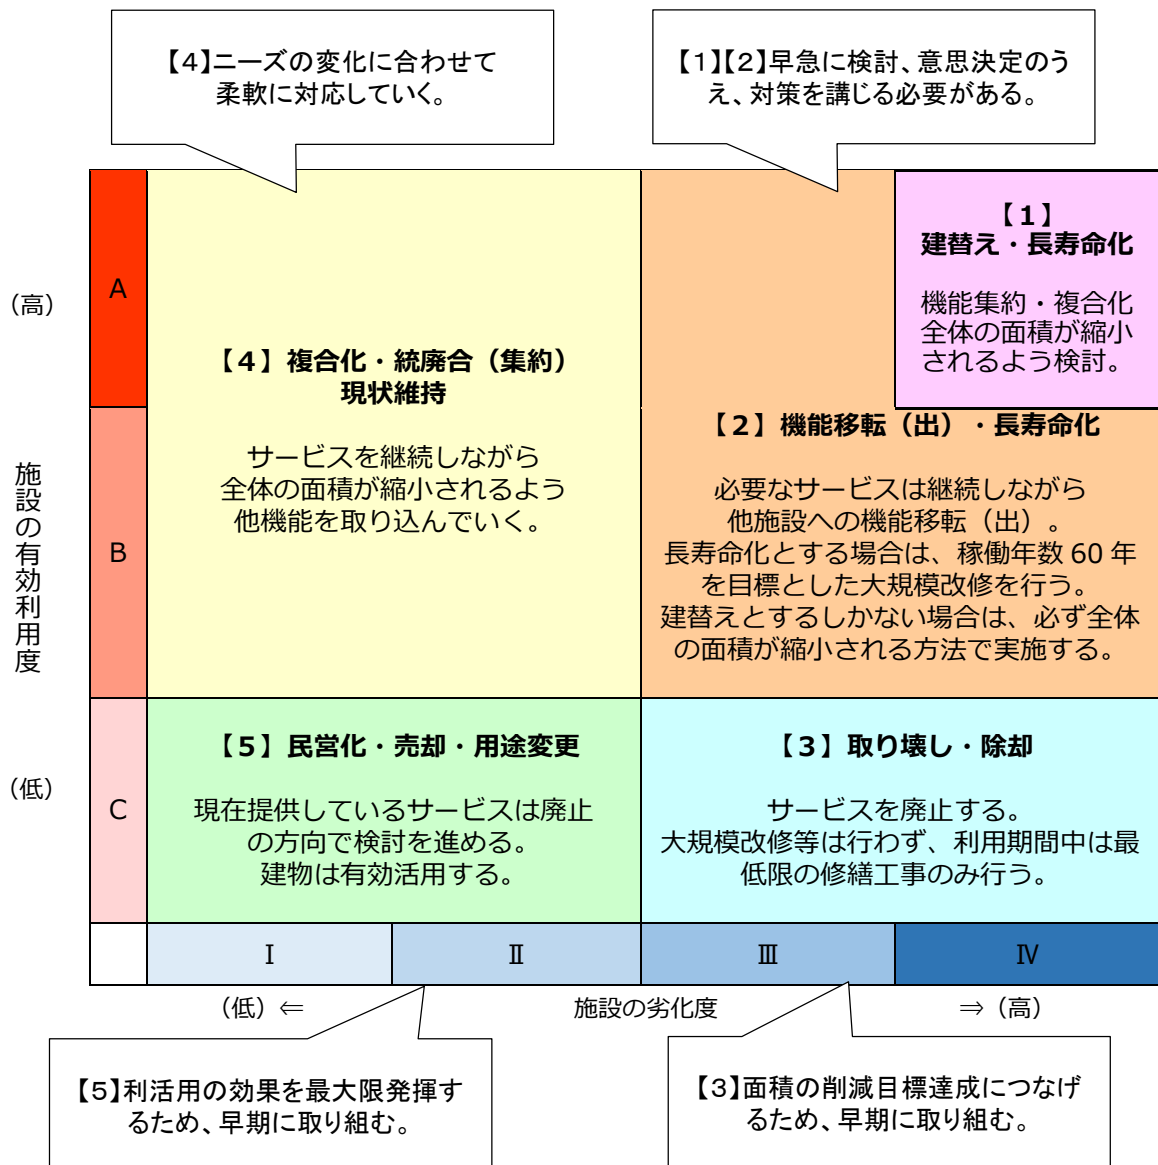 【4】ニーズの変化に合わせて
柔軟に対応していく。
【1】【2】早急に検討、意思決定のう
え、対策を講じる必要がある。
(高)
A
【1】
建替え・長寿命化
機能集約・複合化
全体の面積が縮小
されるよう検討。
【4】複合化・統廃合（集約）
現状維持
サービスを継続しながら
全体の面積が縮小されるよう
他機能を取り込んでいく。
【2】機能移転（出）・長寿命化
必要なサービスは継続しながら
他施設への機能移転（出）。
長寿命化とする場合は、稼働年数 60 年
を目標とした大規模改修を行う。
建替えとするしかない場合は、必ず全体
の面積が縮小される方法で実施する。
施設の有効利用度
B
(低)
C
【5】民営化・売却・用途変更
現在提供しているサービスは廃止
の方向で検討を進める。
建物は有効活用する。
【3】取り壊し・除却
サービスを廃止する。
大規模改修等は行わず、利用期間中は最
低限の修繕工事のみ行う。
Ⅰ
Ⅱ
Ⅲ
Ⅳ
（低）⇐
施設の劣化度
⇒（高）
【5】利活用の効果を最大限発揮す
るため、早期に取り組む。
【3】面積の削減目標達成につなげ
るため、早期に取り組む。